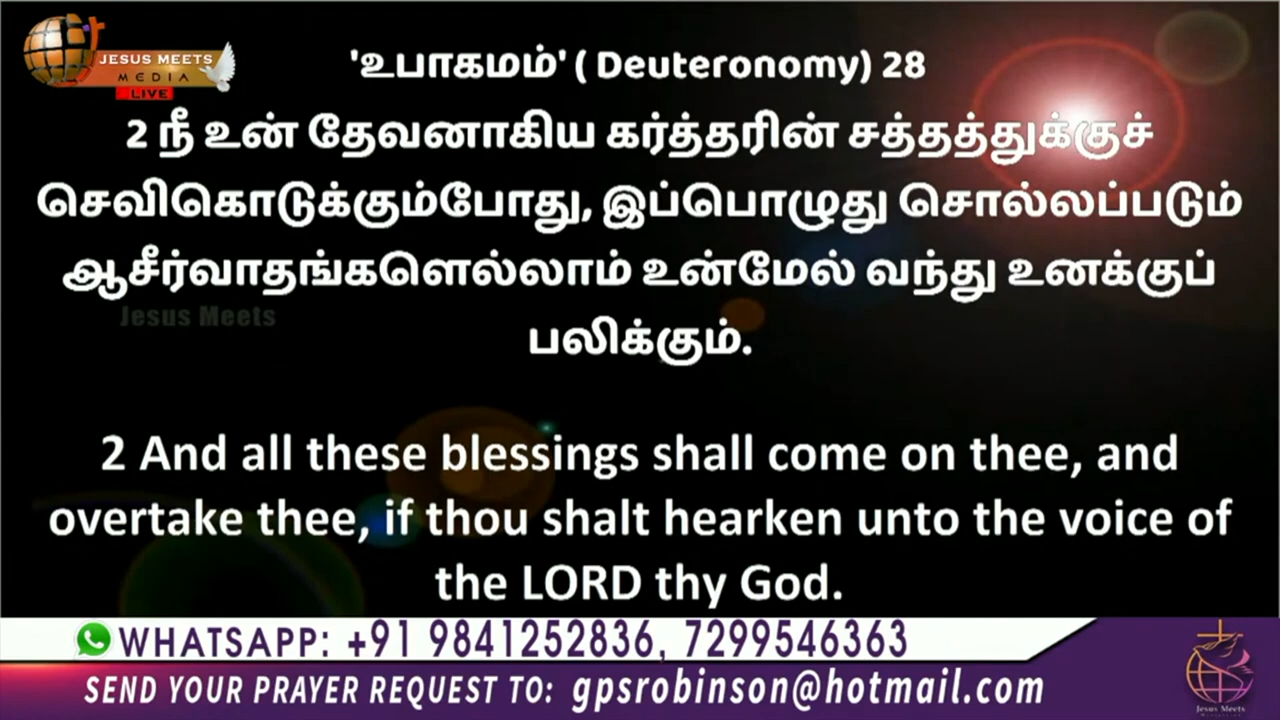 JESUS MEETS
MEDIA
LIVE
'உபாகமம்' ( Deuteronomy) 28
2 நீ உன் தேவனாகிய கர்த்தரின் சத்தத்துக்குச்
செவிகொடுக்கும்போது, இப்பொழுது சொல்லப்படும்
ஆசீர்வாதங்களெல்லாம் உன்மேல் வந்து உனக்குப்
Jesus Meets
பலிக்கும்.
2 And all these blessings shall come on thee, and
overtake thee, if thou shalt hearken unto the voice of
the LORD thy God.
WHATSAPP: +91 9841252836, 7299546363
SEND YOUR PRAYER REQUEST TO: gpsrobinson@hotmail.com
Jesus Meets